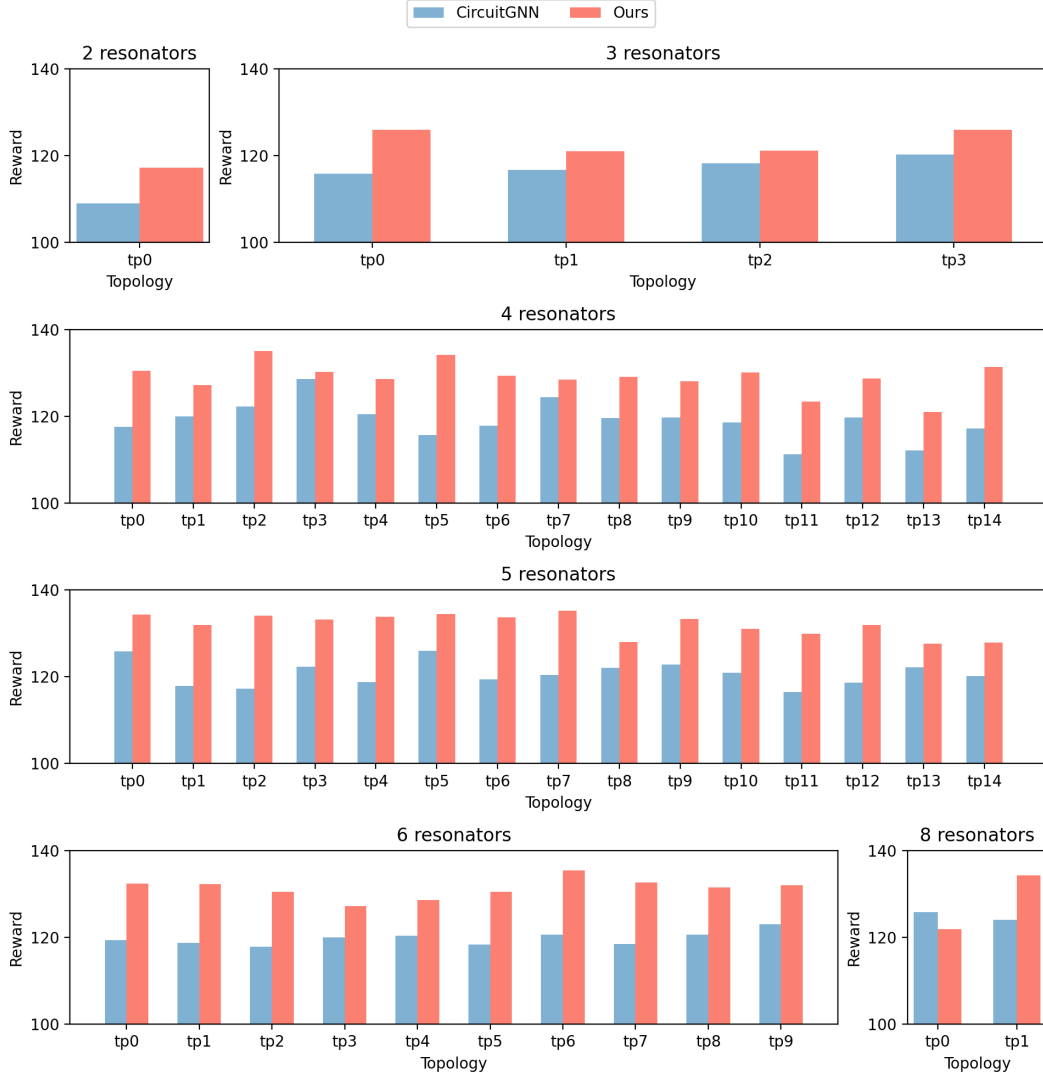 CircuitGNN Ours
2 resonators
140
120
100
Reward
tp0
Topology
3 resonators
140
120
100
Reward
tp0 tp1 tp2 tp3
Topology
4 resonators
140
120
100
Reward
tp0 tp1 tp2 tp3 tp4 tp5 tp6 tp7 tp8 tp9 tp10 tp11 tp12 tp13 tp14
Topology
5 resonators
140
120
100
Reward
tp0 tp1 tp2 tp3 tp4 tp5 tp6 tp7 tp8 tp9 tp10 tp11 tp12 tp13 tp14
Topology
6 resonators
140
120
100
Reward
tp0 tp1 tp2 tp3 tp4 tp5 tp6 tp7 tp8 tp9
Topology
8 resonators
140
120
100
Reward
tp0 tp1
Topology